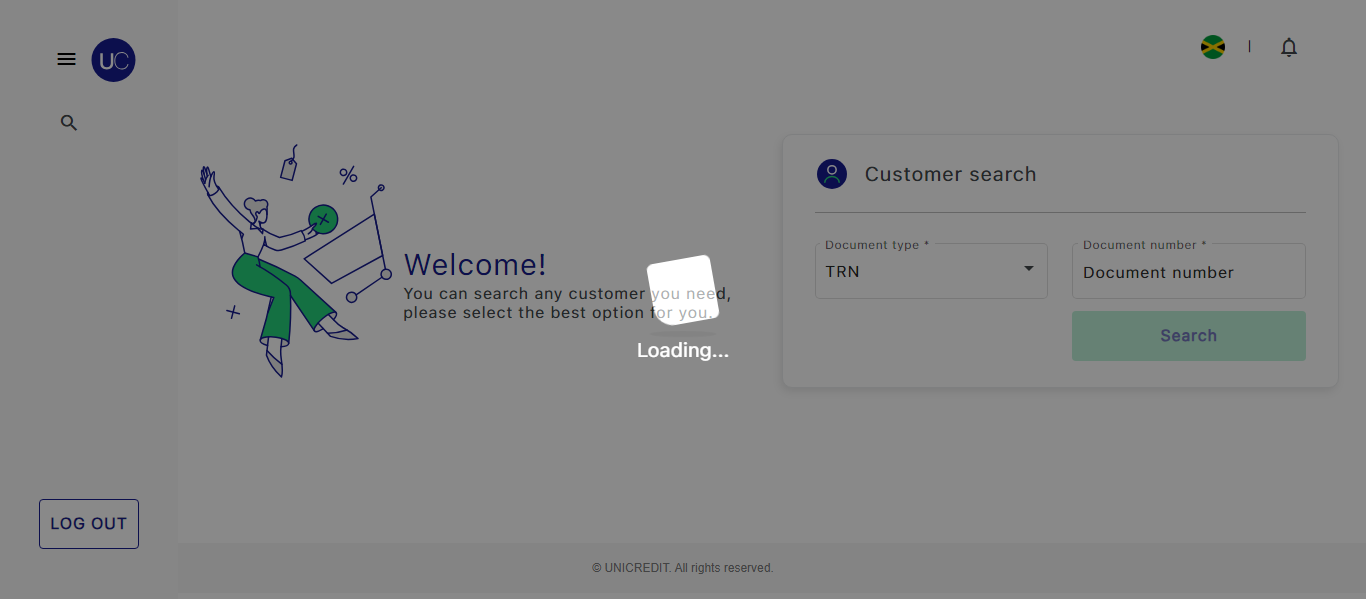 UC
Customer search
Document type *
TRN
Document number *
Document number
Search
Welcome!
You can search any customer you need,
please select the best option for you.
Loading...
LOG OUT
© UNICREDIT. All rights reserved.